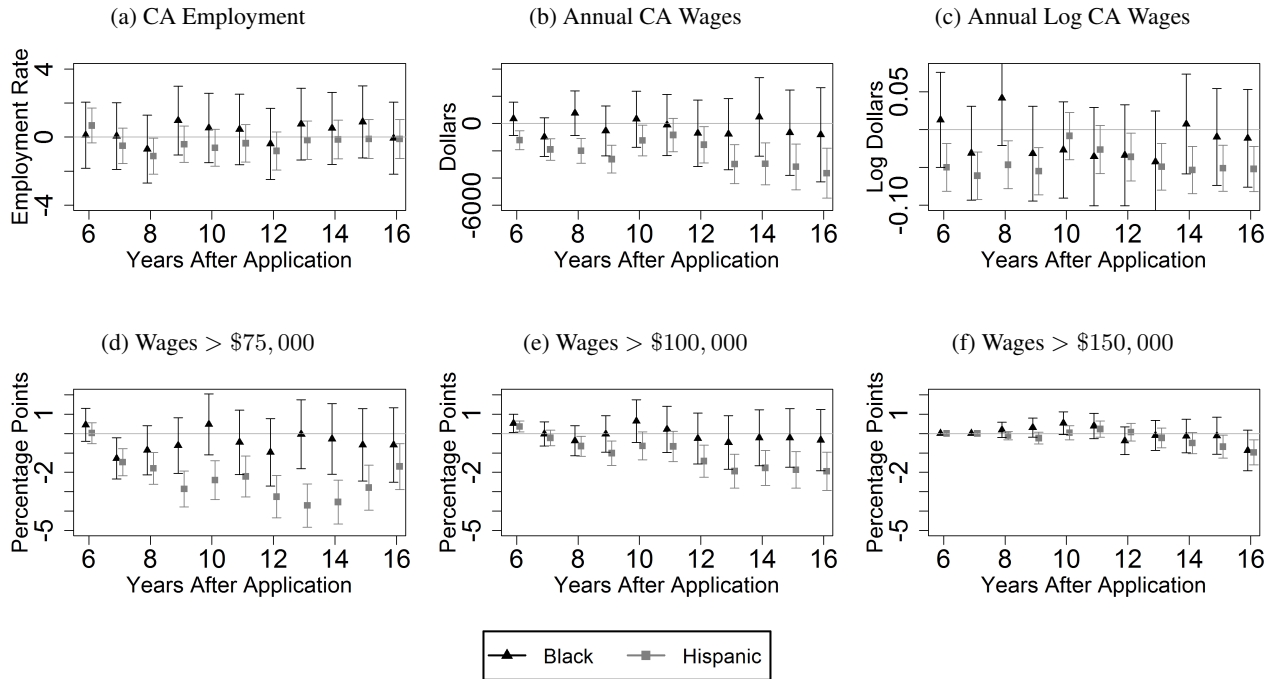 (a) CA Employment
Employment Rate
4
0
-4
6 8 10 12 14 16
Years After Application
(b) Annual CA Wages
Dollars
0
-6000
6 8 10 12 14 16
Years After Application
(c) Annual Log CA Wages
Log Dollars
0.05
-0.10
6 8 10 12 14 16
Years After Application
(d) Wages > $75,000
Percentage Points
1
-2
-5
6 8 10 12 14 16
Years After Application
(e) Wages > $100,000
Percentage Points
1
-2
-5
6 8 10 12 14 16
Years After Application
(f) Wages > $150,000
Percentage Points
1
-2
-5
6 8 10 12 14 16
Years After Application
Black Hispanic